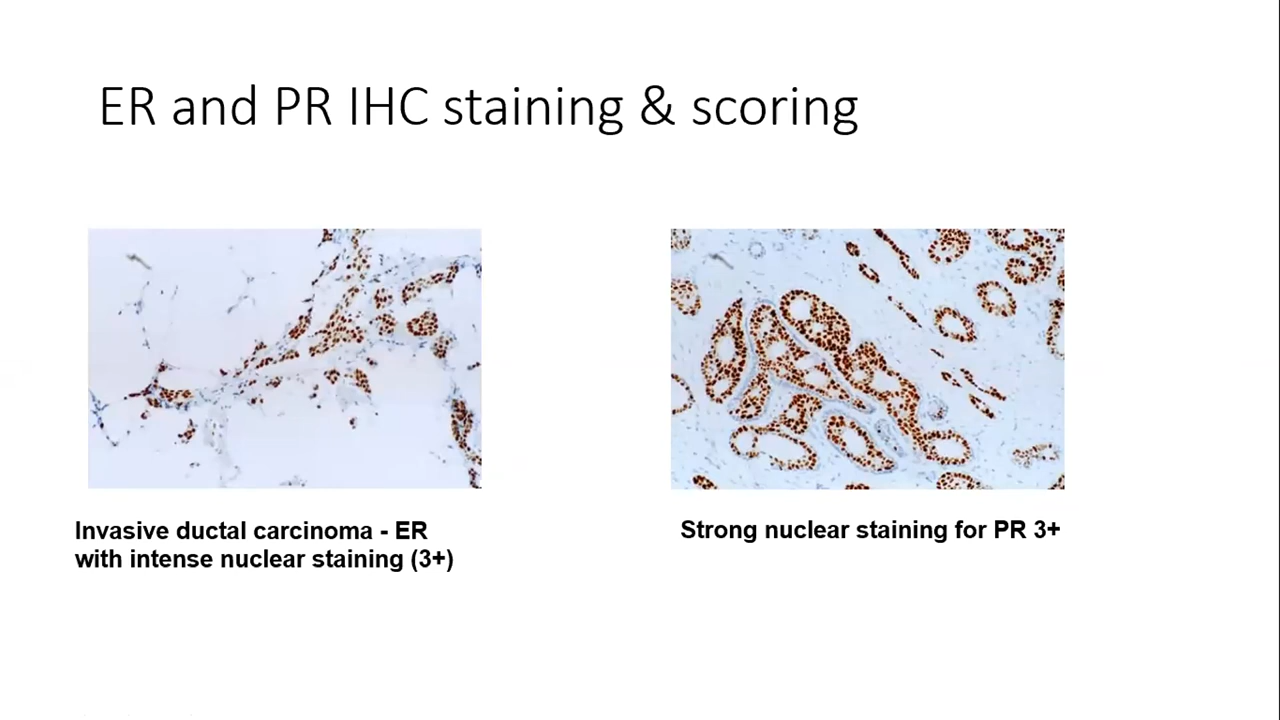 ER and PR IHC staining & scoring
Invasive ductal carcinoma - ER
with intense nuclear staining (3+)
Strong nuclear staining for PR 3+